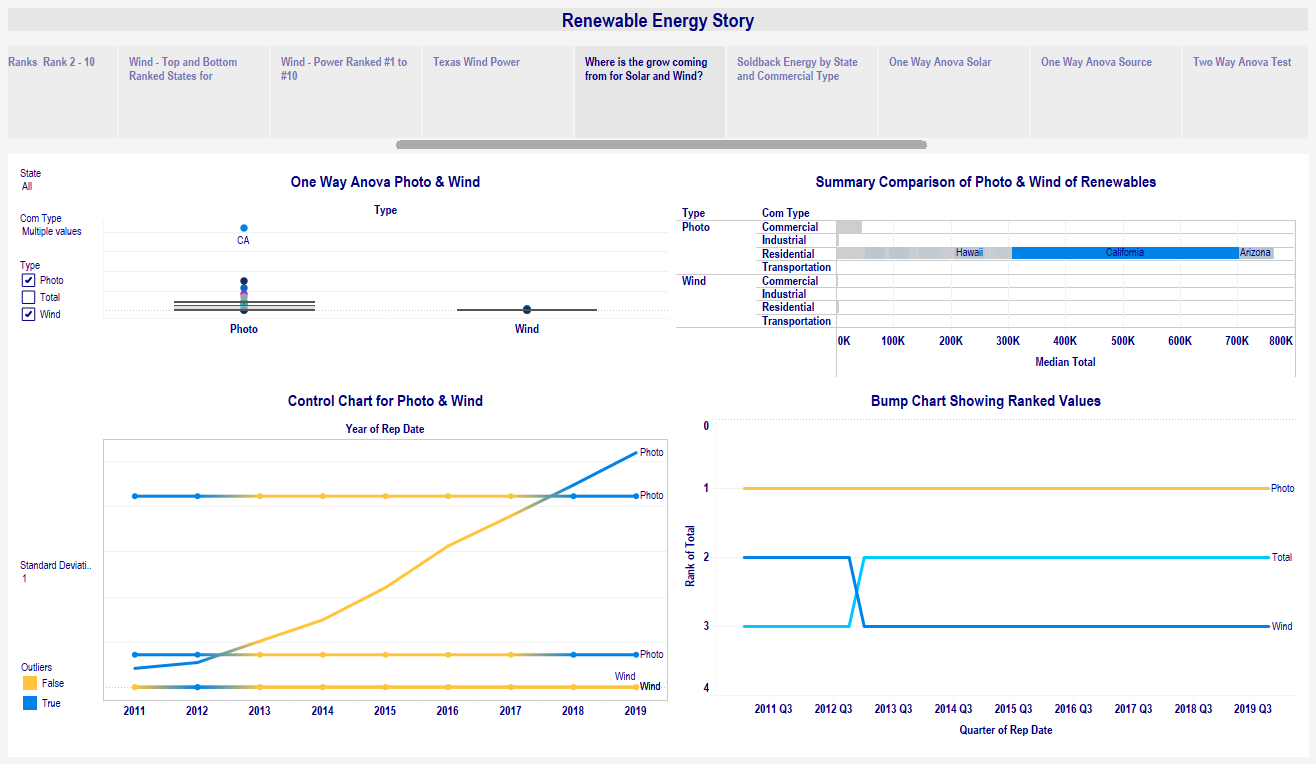 Renewable Energy Story
Ranks Rank 2 - 10
Wind - Top and Bottom
Ranked States for
Wind - Power Ranked #1 to
#10
Texas Wind Power
Where is the grow coming
from for Solar and Wind?
Soldback Energy by State
and Commercial Type
One Way Anova Solar
One Way Anova Source
Two Way Anova Test
State
All
Com Type
Multiple values
Type
Photo
Total
Wind
One Way Anova Photo & Wind
Type
CA
Photo
Wind
Summary Comparison of Photo & Wind of Renewables
Type
Com Type
Photo
Commercial
Industrial
Residential
Hawaii
California
Arizona
Transportation
Wind
Commercial
Industrial
Residential
Transportation
0K
100K
200K
300K
400K
500K
600K
700K
800K
Median Total
Control Chart for Photo & Wind
Year of Rep Date
Photo
Photo
Photo
Wind
Wind
2011
2012
2013
2014
2015
2016
2017
2018
2019
Standard Deviati..
1
Outliers
False
True
Bump Chart Showing Ranked Values
Rank of Total
0
1
2
3
4
Photo
Total
Wind
2011 Q3
2012 Q3
2013 Q3
2014 Q3
2015 Q3
2016 Q3
2017 Q3
2018 Q3
2019 Q3
Quarter of Rep Date